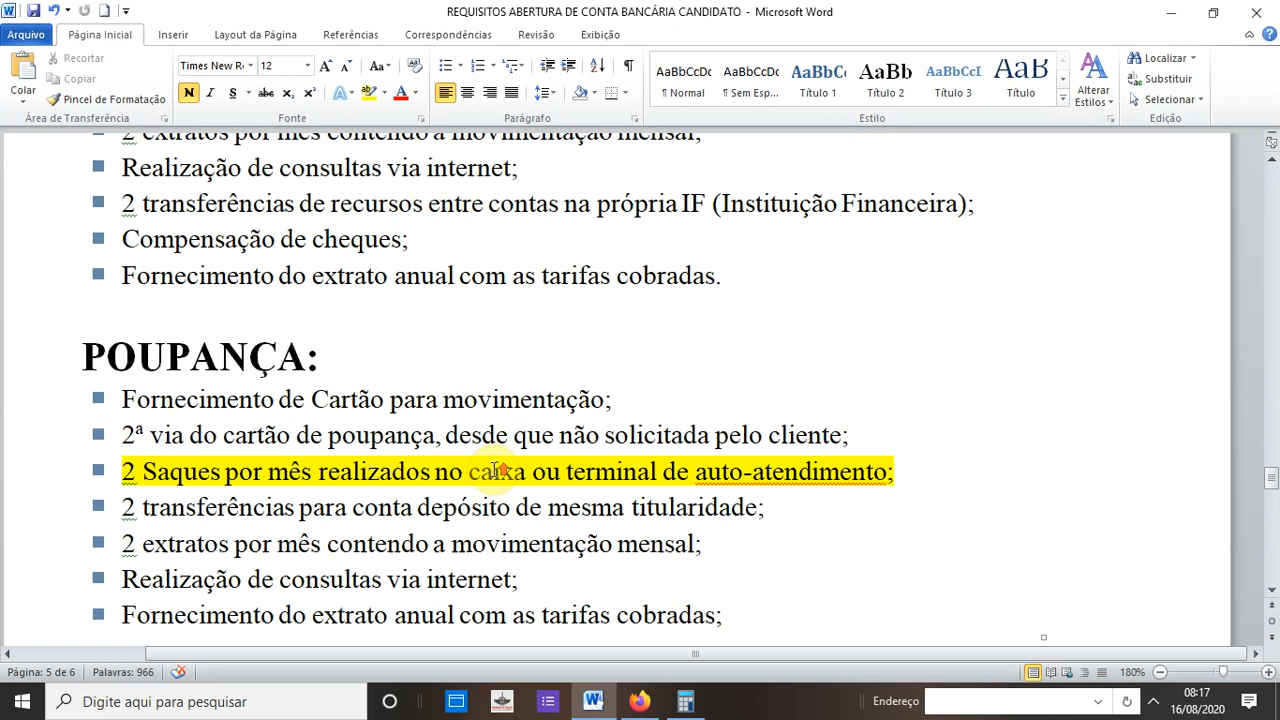 REQUISITOS ABERTURA DE CONTA BANCÁRIA CANDIDATO - Microsoft Word
Arquivo Página Inicial Inserir Layout da Página Referências Correspondências Revisão Exibição
Colar
Recortar
Copiar
Pincel de Formatação
Área de Transferência
Times New R 12
Fonte
Parágrafo
AaBbCcDc AaBbCcDc AaBbC AaBb AaBbCcI AaB
¶ Normal ¶ Sem Esp... Título 1 Título 2 Título 3 Título
Alterar Estilos
Estilo
Localizar
Substituir
Selecionar
Edição
2 extratos por mês contendo a movimentação mensal;
Realização de consultas via internet;
2 transferências de recursos entre contas na própria IF (Instituição Financeira);
Compensação de cheques;
Fornecimento do extrato anual com as tarifas cobradas.
POUPANÇA:
Fornecimento de Cartão para movimentação;
2ª via do cartão de poupança, desde que não solicitada pelo cliente;
2 Saques por mês realizados no caixa ou terminal de auto-atendimento;
2 transferências para conta depósito de mesma titularidade;
2 extratos por mês contendo a movimentação mensal;
Realização de consultas via internet;
Fornecimento do extrato anual com as tarifas cobradas;
Página: 5 de 6 Palavras: 966 180%
Digite aqui para pesquisar
Endereço
08:17
16/08/2020